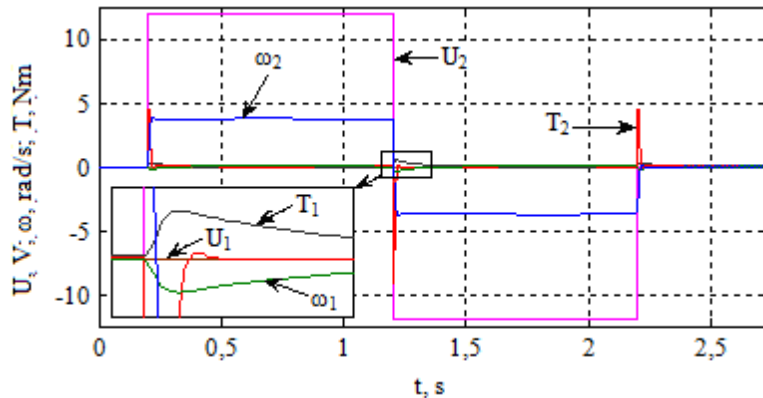 10
5
0
-5
-10
U, V; ω, rad/s; T, Nm
ω₂
U₂
T₂
T₁
U₁
ω₁
0 0,5 1 1,5 2 2,5
t, s